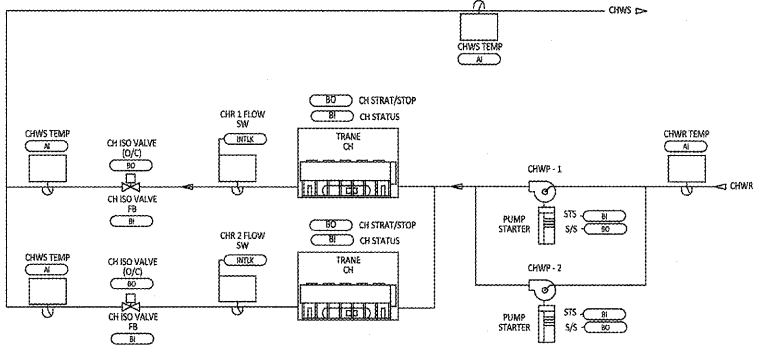 CHWS
CHWS TEMP
AI
BO CH STRAT/STOP
BI CH STATUS
CHWS TEMP
AI
CH ISO VALVE
(O/C)
BO
CHR 1 FLOW
SW
INTLK
TRANE
CH
CHWP - 1
CHWR TEMP
AI
CHWR
CH ISO VALVE
FB
BI
PUMP
STARTER
STS BI
S/S BO
BO CH STRAT/STOP
BI CH STATUS
CHWS TEMP
AI
CH ISO VALVE
(O/C)
BO
CHR 2 FLOW
SW
INTLK
TRANE
CH
CHWP - 2
CH ISO VALVE
FB
BI
PUMP
STARTER
STS BI
S/S BO